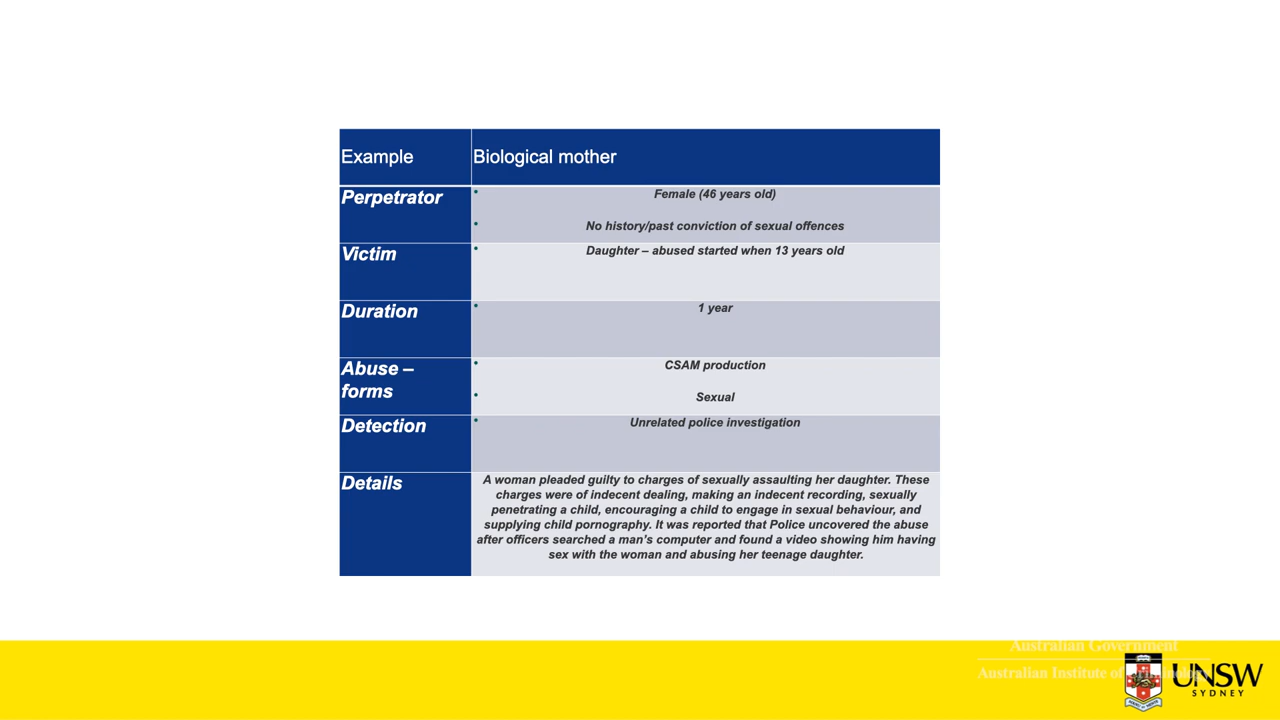 Example
Biological mother
Perpetrator
• Female (46 years old)
• No history/past conviction of sexual offences
Victim
• Daughter – abused started when 13 years old
Duration
• 1 year
Abuse –
forms
• CSAM production
• Sexual
Detection
• Unrelated police investigation
Details
A woman pleaded guilty to charges of sexually assaulting her daughter. These
charges were of indecent dealing, making an indecent recording, sexually
penetrating a child, encouraging a child to engage in sexual behaviour, and
supplying child pornography. It was reported that Police uncovered the abuse
after officers searched a man's computer and found a video showing him having
sex with the woman and abusing her teenage daughter.
Australian Government
Australian Institute of
UNSW
SYDNEY